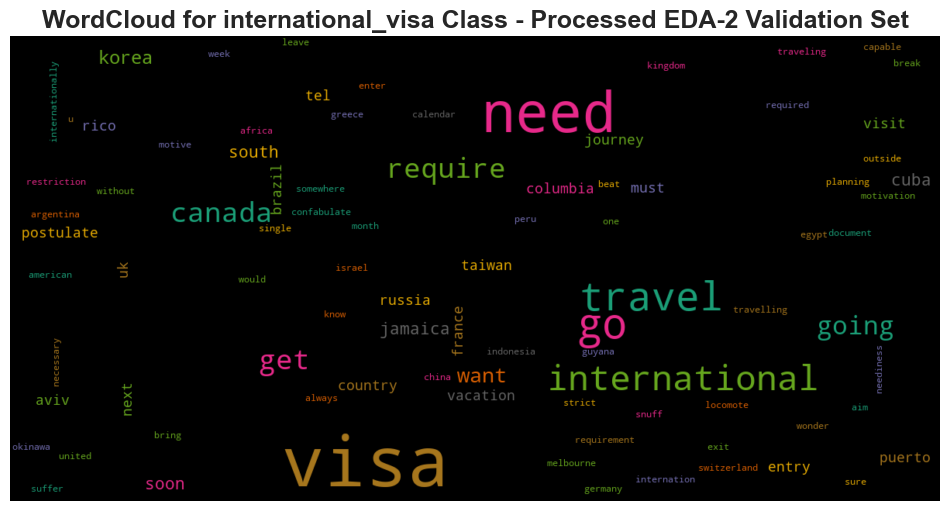 WordCloud for international_visa Class - Processed EDA-2 Validation Set
leave
korea
week
traveling
capable
kingdom
break
internationally
enter
tel
required
greece
calendar
u
rico
need
visit
africa
journey
motive
south
require
outside
restriction
without
brazil
somewhere
columbia
beat
must
planning
cuba
motivation
canada
confabulate
argentina
peru
one
postulate
single
month
egypt
document
american
uk
would
israel
taiwan
travel
russia
know
jamaica
france
go
travelling
going
necessary
get
indonesia
guyana
neediness
country
china
want
international
next
aviv
always
vacation
strict
snuff
locomote
aim
wonder
bring
okinawa
united
visa
requirement
exit
melbourne
switzerland
entry
puerto
suffer
soon
germany
internation
sure